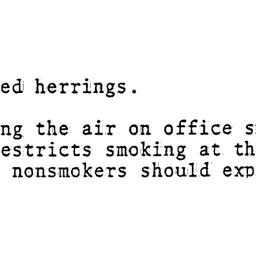 ed herrings.
ng the air on office s
estricts smoking at th
nonsmokers should exp